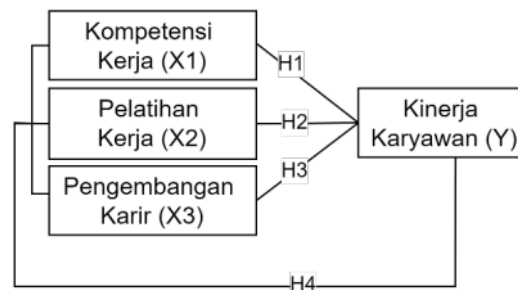 Kompetensi
Kerja (X1)
H1
Pelatihan
Kerja (X2)
H2
Kinerja
Karyawan (Y)
H3
Pengembangan
Karir (X3)
H4